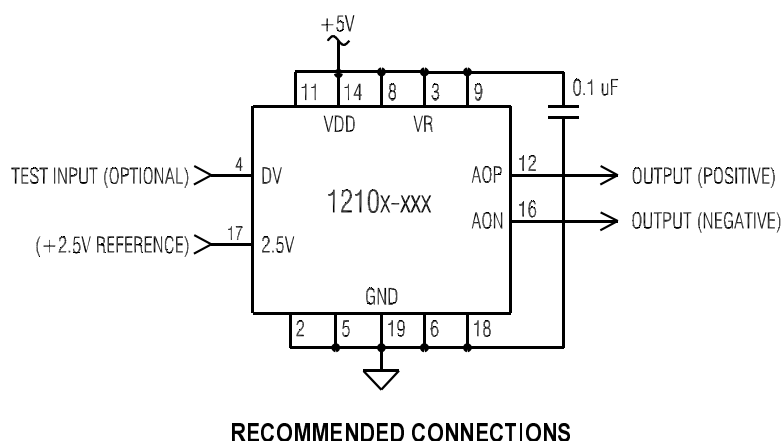 +5V
11 14 8 3 9
0.1 uF
VDD VR
TEST INPUT (OPTIONAL) 4 DV
AOP 12 OUTPUT (POSITIVE)
1210x-xxx
AON 16 OUTPUT (NEGATIVE)
(+2.5V REFERENCE) 17 2.5V
GND
2 5 19 6 18
RECOMMENDED CONNECTIONS